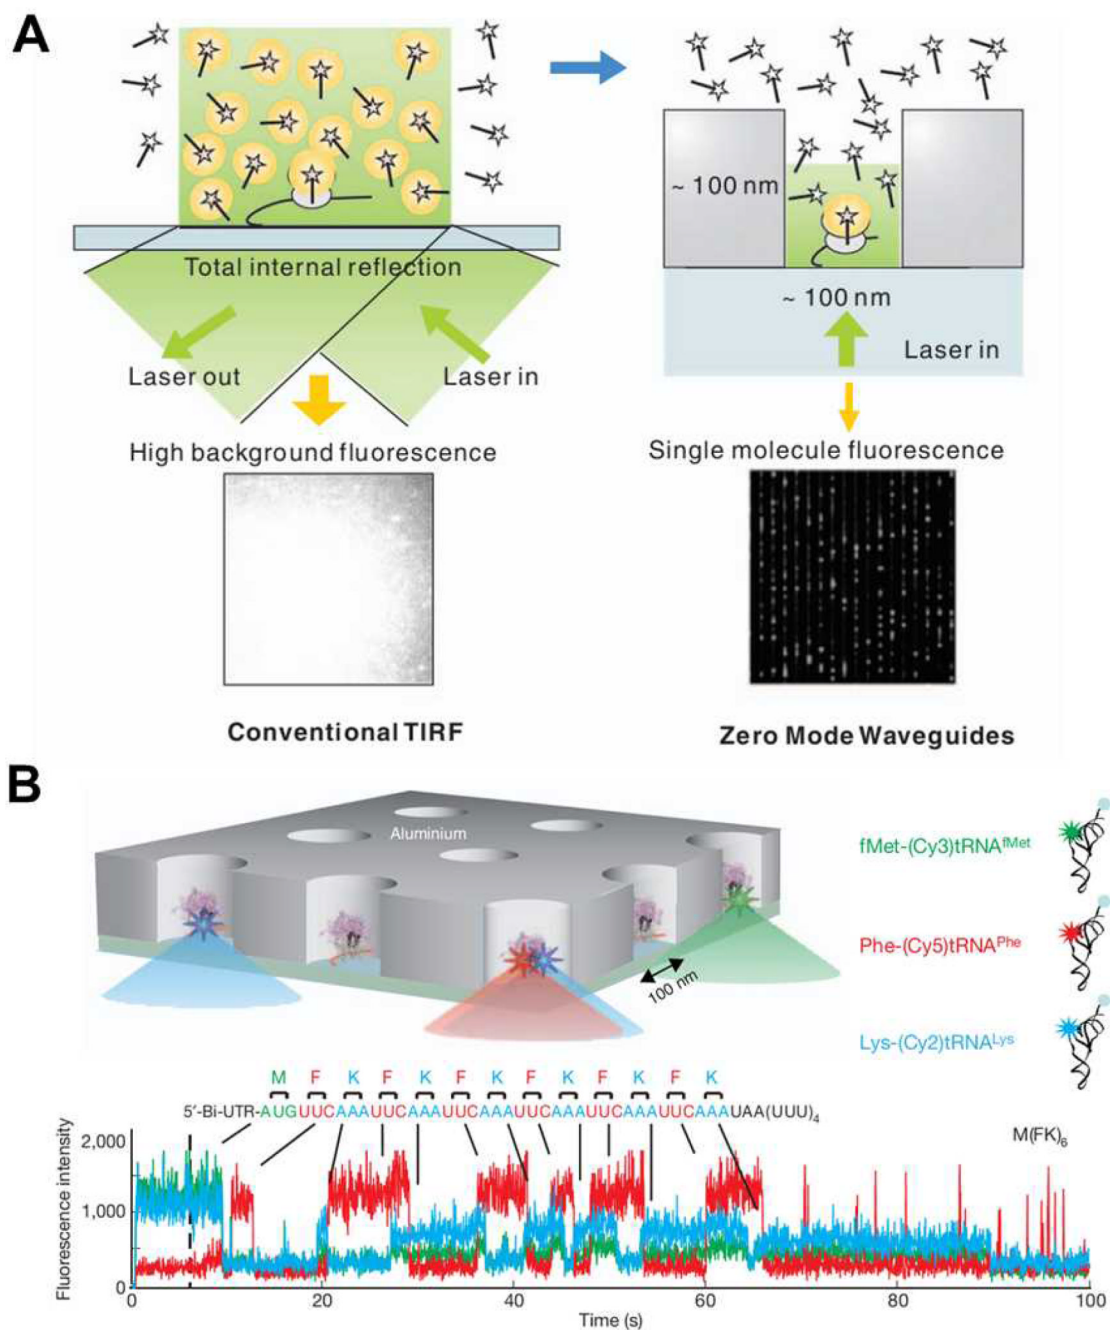 A
~ 100 nm
Total internal reflection
~ 100 nm
Laser out
Laser in
Laser in
High background fluorescence
Single molecule fluorescence
Conventional TIRF
Zero Mode Waveguides
B
Aluminium
fMet-(Cy3)tRNAfMet
Phe-(Cy5)tRNAPhe
100 nm
Lys-(Cy2)tRNALys
M F K F K F K F K F K F K
5′-Bi-UTR-AUGUUCAAAUUCAAAUUCAAAUUCAAAUUCAAAUUCAAAUAA(UUU)4
M(FK)6
Fluorescence intensity
2,000
1,000
0
0 20 40 60 80 100
Time (s)